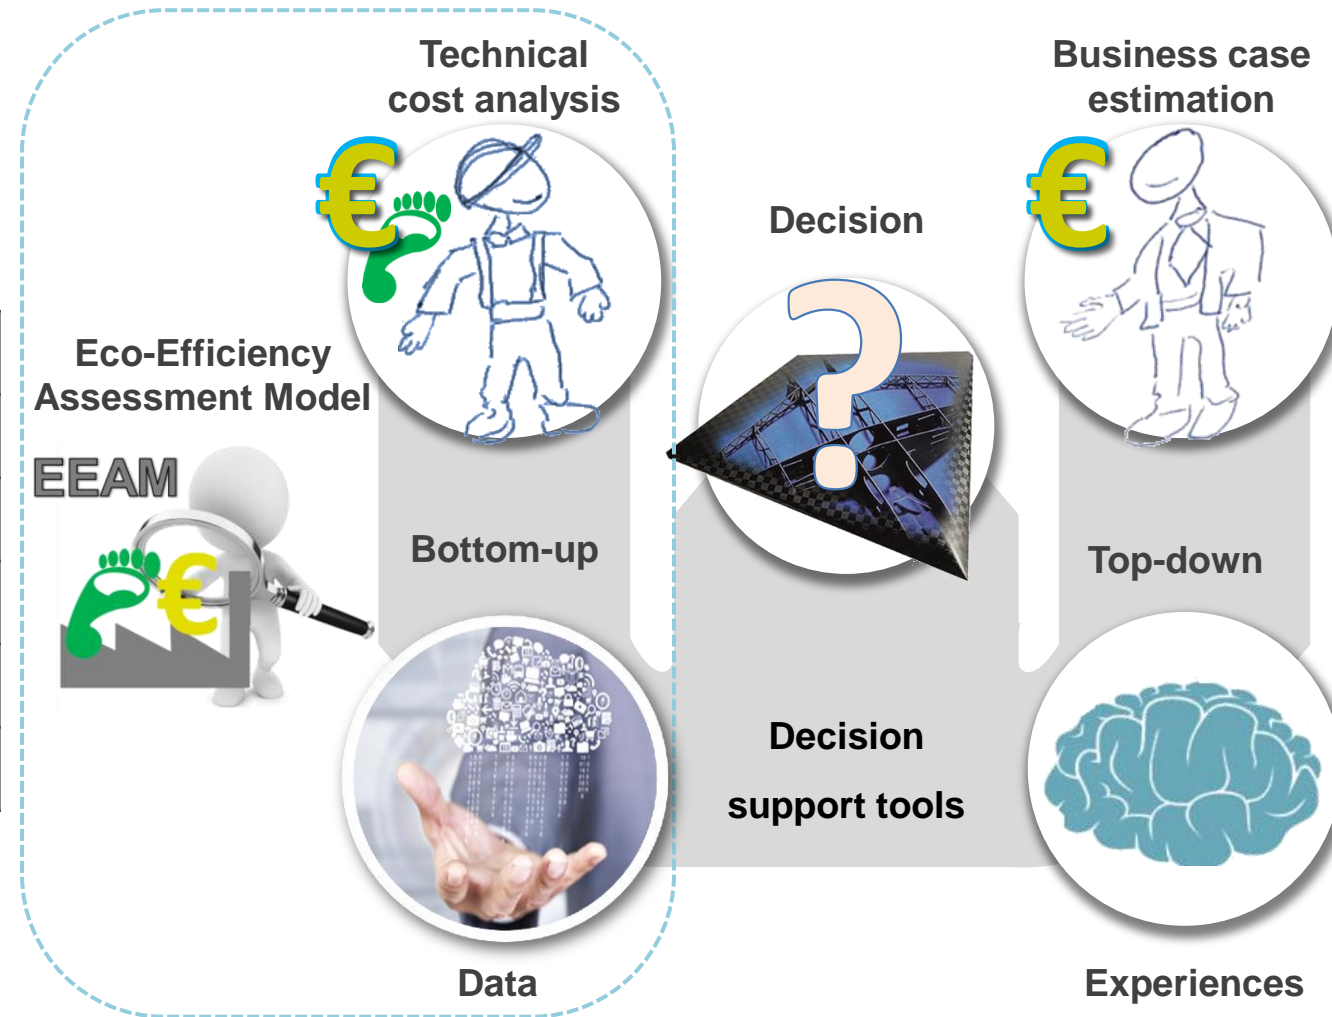 Technical
cost analysis
Business case
estimation
€
€
Decision
?
Eco-Efficiency
Assessment Model
EEAM
€
Bottom-up
Top-down
Decision
support tools
Data
Experiences